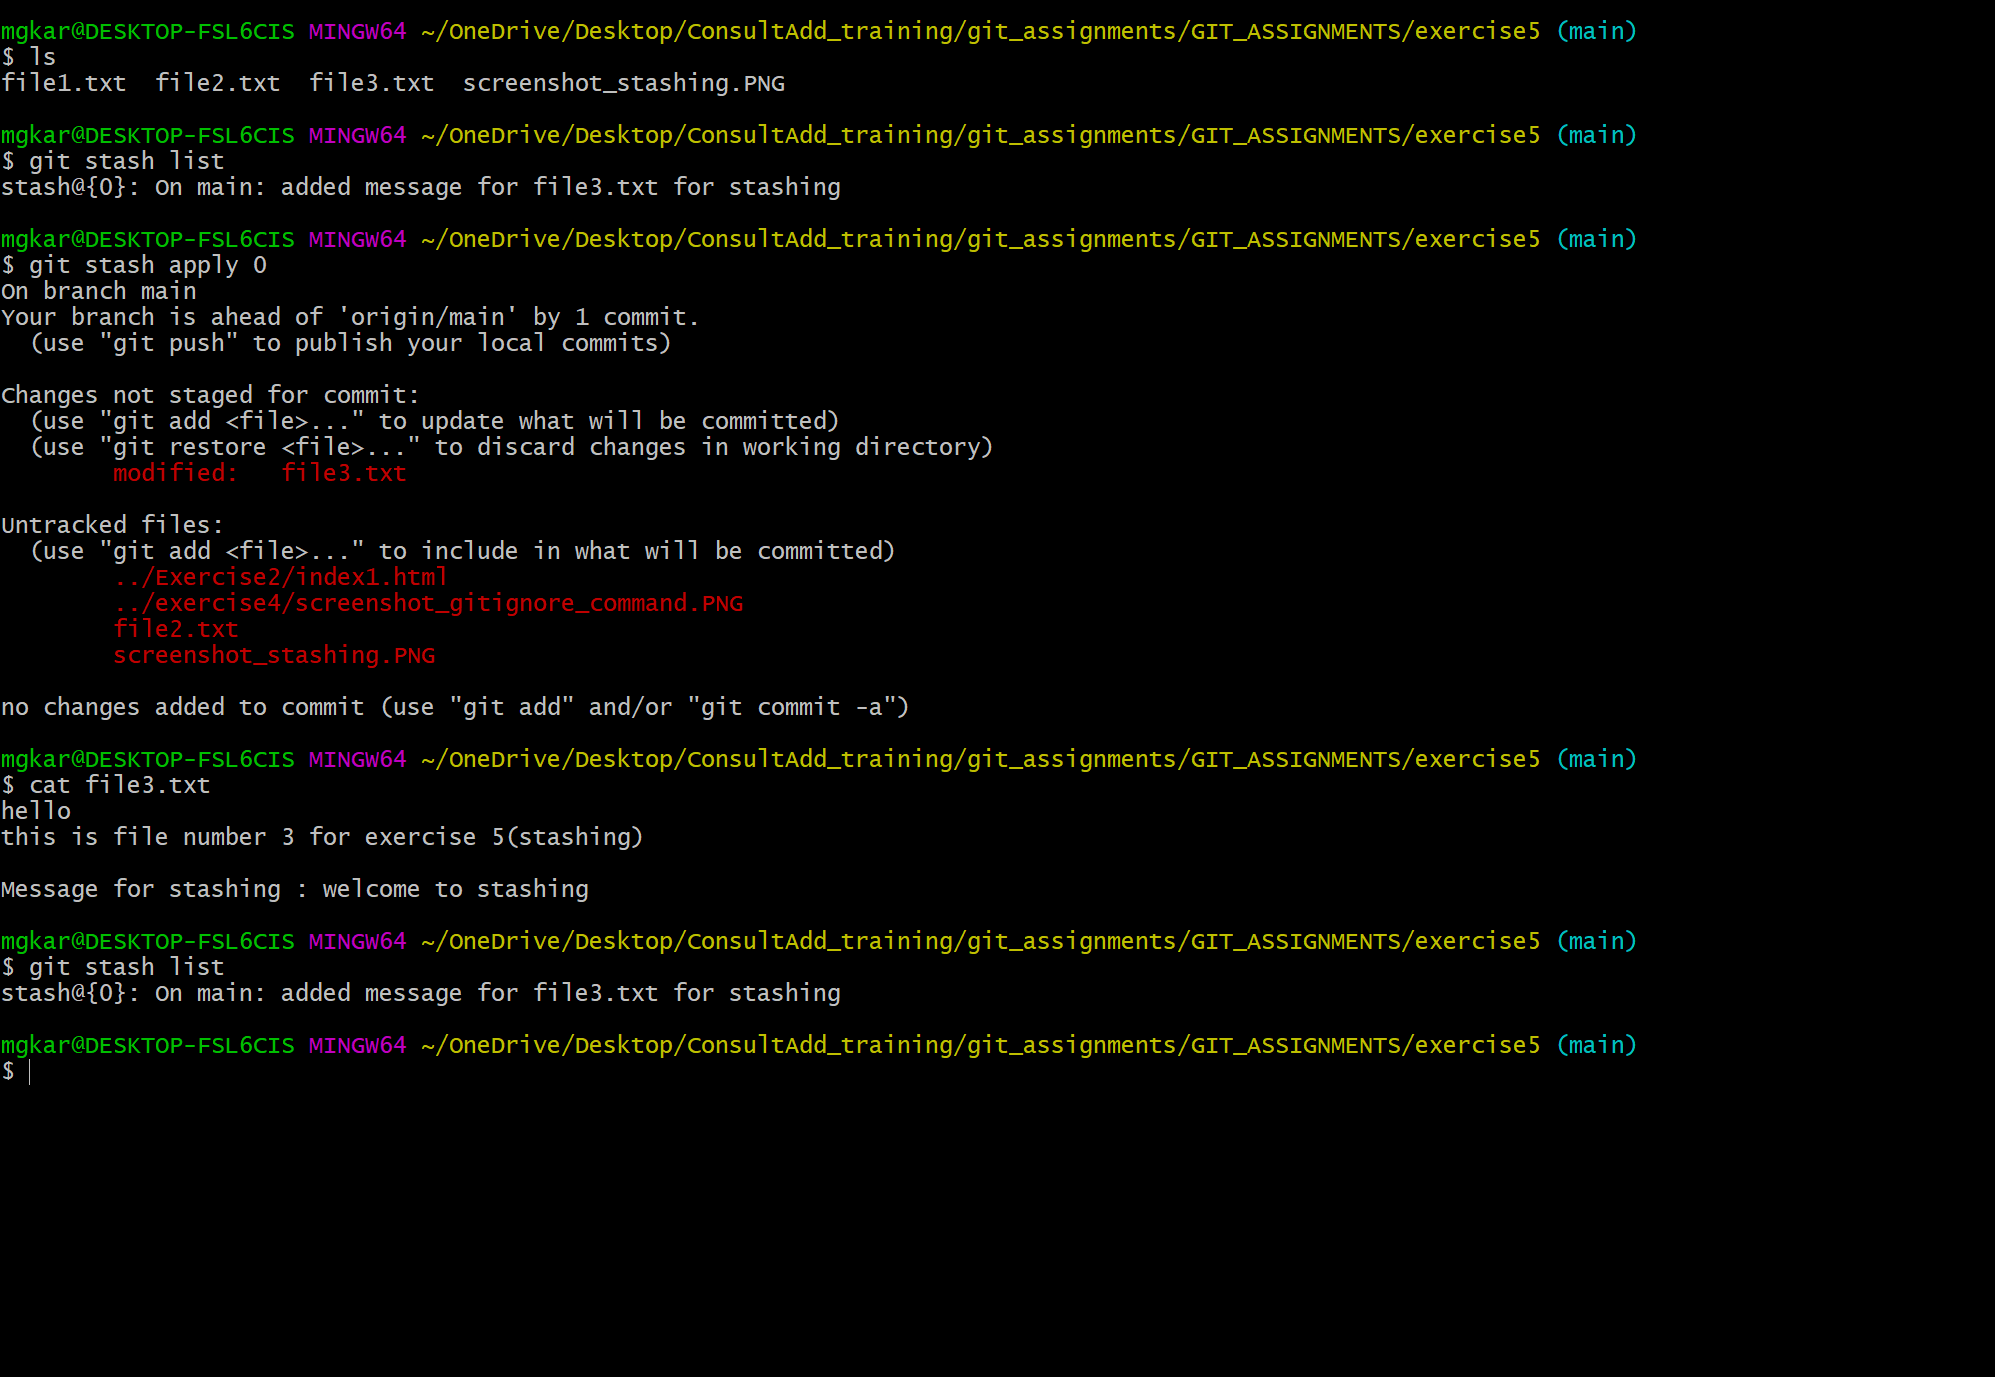 mgkar@DESKTOP-FSL6CIS MINGW64 ~/OneDrive/Desktop/ConsultAdd_training/git_assignments/GIT_ASSIGNMENTS/exercise5 (main)
$ ls
file1.txt  file2.txt  file3.txt  screenshot_stashing.PNG
mgkar@DESKTOP-FSL6CIS MINGW64 ~/OneDrive/Desktop/ConsultAdd_training/git_assignments/GIT_ASSIGNMENTS/exercise5 (main)
$ git stash list
stash@{0}: On main: added message for file3.txt for stashing
mgkar@DESKTOP-FSL6CIS MINGW64 ~/OneDrive/Desktop/ConsultAdd_training/git_assignments/GIT_ASSIGNMENTS/exercise5 (main)
$ git stash apply 0
On branch main
Your branch is ahead of 'origin/main' by 1 commit.
  (use "git push" to publish your local commits)
Changes not staged for commit:
  (use "git add <file>..." to update what will be committed)
  (use "git restore <file>..." to discard changes in working directory)
        modified:   file3.txt
Untracked files:
  (use "git add <file>..." to include in what will be committed)
        ../Exercise2/index1.html
        ../exercise4/screenshot_gitignore_command.PNG
        file2.txt
        screenshot_stashing.PNG
no changes added to commit (use "git add" and/or "git commit -a")
mgkar@DESKTOP-FSL6CIS MINGW64 ~/OneDrive/Desktop/ConsultAdd_training/git_assignments/GIT_ASSIGNMENTS/exercise5 (main)
$ cat file3.txt
hello
this is file number 3 for exercise 5(stashing)
Message for stashing : welcome to stashing
mgkar@DESKTOP-FSL6CIS MINGW64 ~/OneDrive/Desktop/ConsultAdd_training/git_assignments/GIT_ASSIGNMENTS/exercise5 (main)
$ git stash list
stash@{0}: On main: added message for file3.txt for stashing
mgkar@DESKTOP-FSL6CIS MINGW64 ~/OneDrive/Desktop/ConsultAdd_training/git_assignments/GIT_ASSIGNMENTS/exercise5 (main)
$